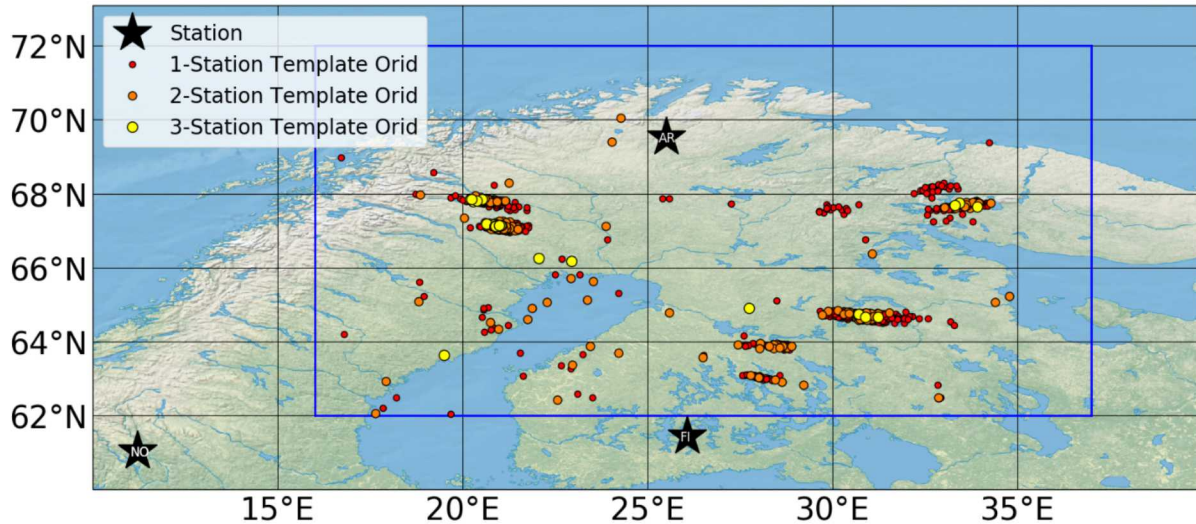 Station
1-Station Template Orid
2-Station Template Orid
3-Station Template Orid
72°N
70°N
68°N
66°N
64°N
62°N
AR
NO
FI
15°E
20°E
25°E
30°E
35°E